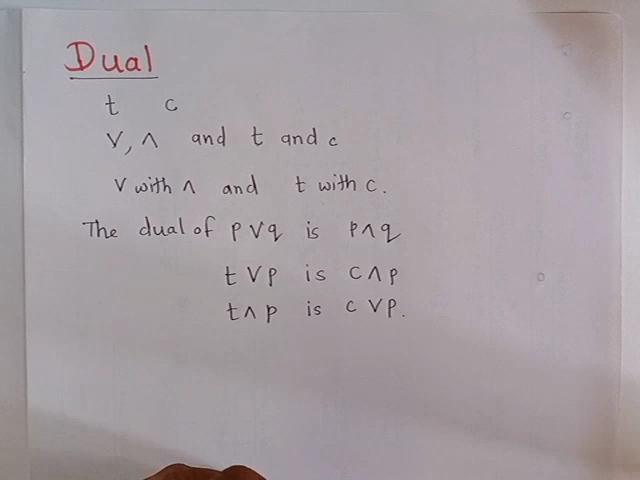 Dual
t c
∨, ∧ and t and c
∨ with ∧ and t with c.
The dual of p ∨ q is p ∧ q
t ∨ p is c ∧ p
t ∧ p is c ∨ p.